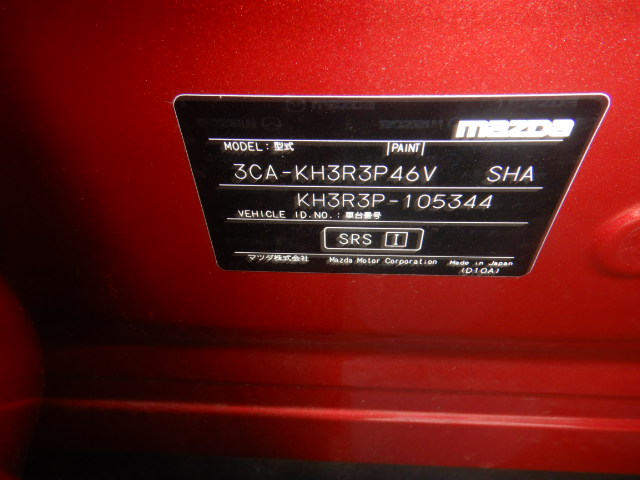 mazda
MODEL:型式 PAINT
3CA-KH3R3P46V SHA
KH3R3P-105344
VEHICLE ID.NO.:車台番号
SRS I
マツダ株式会社 Mazda Motor Corporation Made in Japan
(D10A)